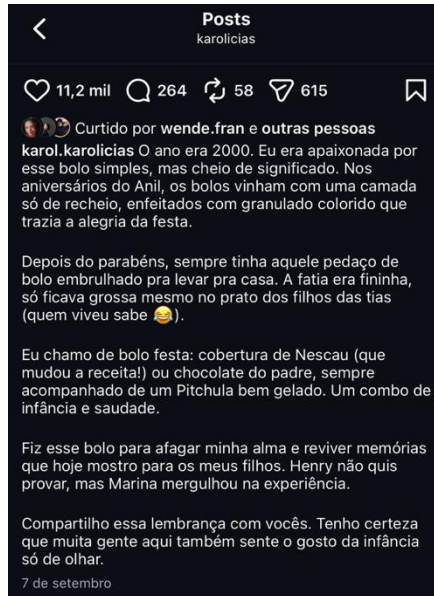 Posts
karolicias
11,2 mil 264 58 615
Curtido por wende.fran e outras pessoas
karol.karolicias O ano era 2000. Eu era apaixonada por
esse bolo simples, mas cheio de significado. Nos
aniversários do Anil, os bolos vinham com uma camada
só de recheio, enfeitados com granulado colorido que
trazia a alegria da festa.
Depois do parabéns, sempre tinha aquele pedaço de
bolo embrulhado pra levar pra casa. A fatia era fininha,
só ficava grossa mesmo no prato dos filhos das tias
(quem viveu sabe 😂).
Eu chamo de bolo festa: cobertura de Nescau (que
mudou a receita!) ou chocolate do padre, sempre
acompanhado de um Pitchula bem gelado. Um combo de
infância e saudade.
Fiz esse bolo para afagar minha alma e reviver memórias
que hoje mostro para os meus filhos. Henry não quis
provar, mas Marina mergulhou na experiência.
Compartilho essa lembrança com vocês. Tenho certeza
que muita gente aqui também sente o gosto da infância
só de olhar.
7 de setembro